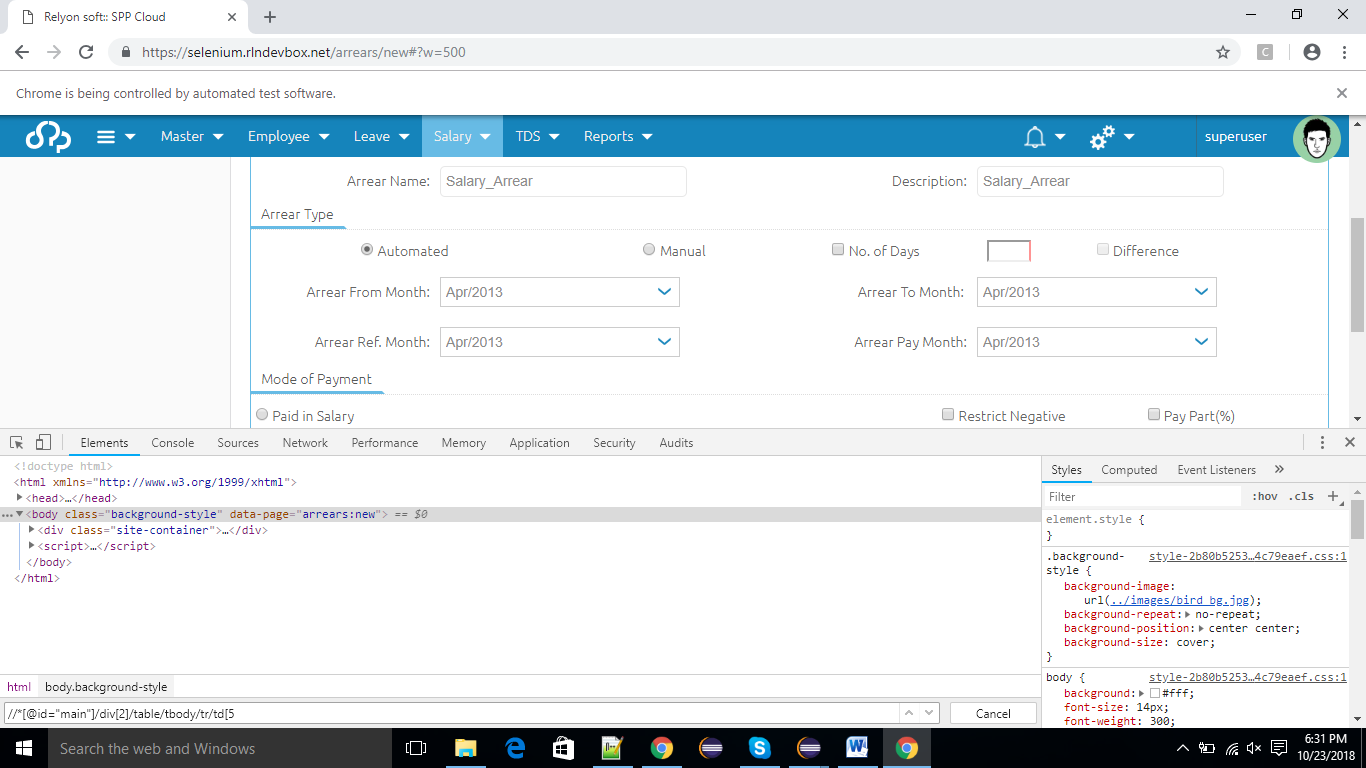 Relyon soft:: SPP Cloud
https://selenium.rlndevbox.net/arrears/new#?w=500
C
Chrome is being controlled by automated test software.
Master Employee Leave Salary TDS Reports superuser
Arrear Name: Salary_Arrear Description: Salary_Arrear
Arrear Type
Automated Manual No. of Days Difference
Arrear From Month: Apr/2013 Arrear To Month: Apr/2013
Arrear Ref. Month: Apr/2013 Arrear Pay Month: Apr/2013
Mode of Payment
Paid in Salary Restrict Negative Pay Part(%)
Elements Console Sources Network Performance Memory Application Security Audits
<!doctype html>
<html xmlns="http://www.w3.org/1999/xhtml">
<head>…</head>
<body class="background-style" data-page="arrears:new"> == $0
<div class="site-container">…</div>
<script>…</script>
</body>
</html>
Styles Computed Event Listeners »
Filter :hov .cls +
element.style {
}
.background- style-2b80b5253…4c79eaef.css:1
style {
background-image:
url(../images/bird_bg.jpg);
background-repeat: no-repeat;
background-position: center center;
background-size: cover;
}
body { style-2b80b5253…4c79eaef.css:1
background: #fff;
font-size: 14px;
font-weight: 300;
html body.background-style
//*[@id="main"]/div[2]/table/tbody/tr/td[5 Cancel
Search the web and Windows
6:31 PM
10/23/2018